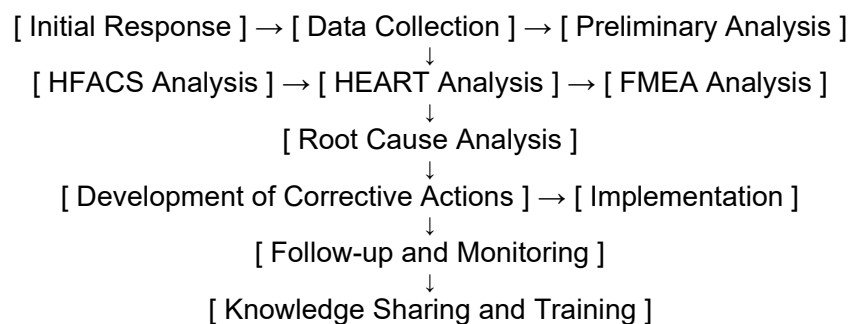 [ Initial Response ] → [ Data Collection ] → [ Preliminary Analysis ]
↓
[ HFACS Analysis ] → [ HEART Analysis ] → [ FMEA Analysis ]
↓
[ Root Cause Analysis ]
↓
[ Development of Corrective Actions ] → [ Implementation ]
↓
[ Follow-up and Monitoring ]
↓
[ Knowledge Sharing and Training ]